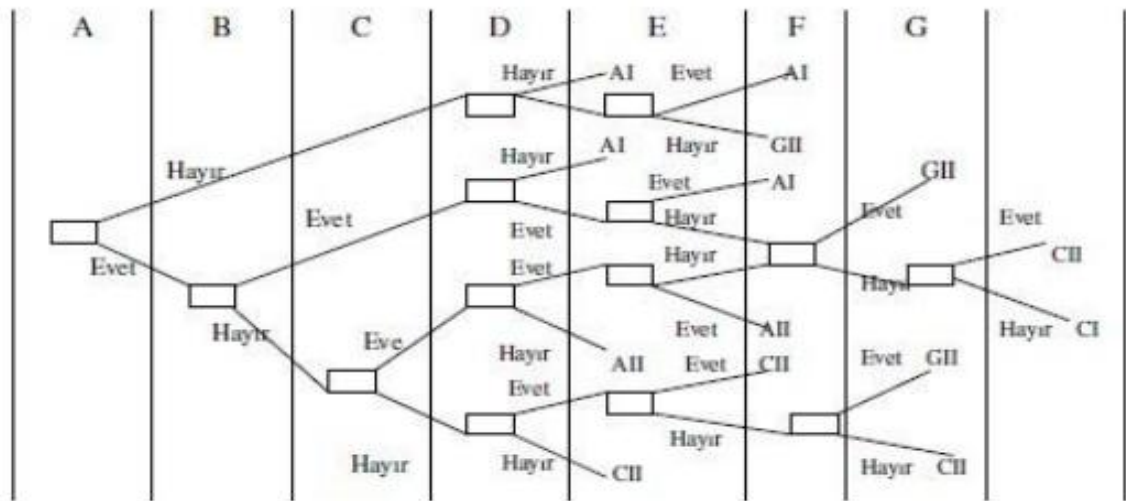 A B C D E F G
Hayır AI Evet AI
Hayır AI Hayır GII
Hayır Evet AI GII
Evet Hayır Evet Evet
Evet Evet Evet Hayır CII
Hayır Hayır CI
Hayır Eve Hayır Evet AII
AII Evet CII Evet GII
Evet
Hayır
Hayır Hayır CII Hayır CII